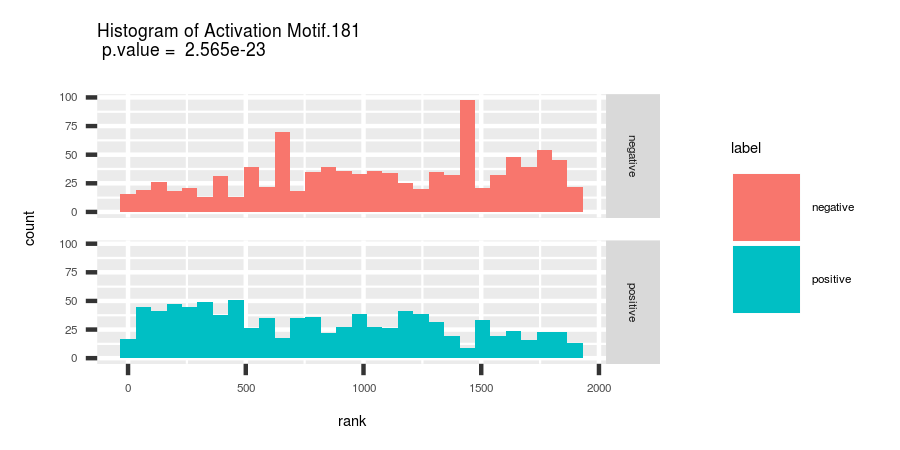 Histogram of Activation Motif.181
p.value = 2.565e-23
100
75
50
25
0
negative
100
75
50
25
0
positive
0
500
1000
1500
2000
rank
count
label
negative
positive